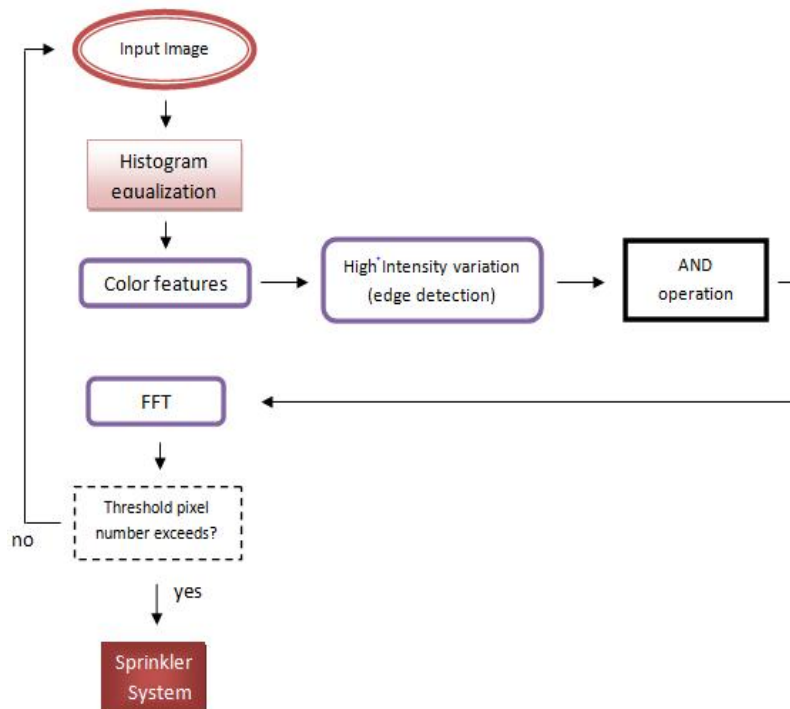 Input Image
Histogram
equalization
Color features
High Intensity variation
(edge detection)
AND
operation
FFT
Threshold pixel
number exceeds?
no
yes
Sprinkler
System